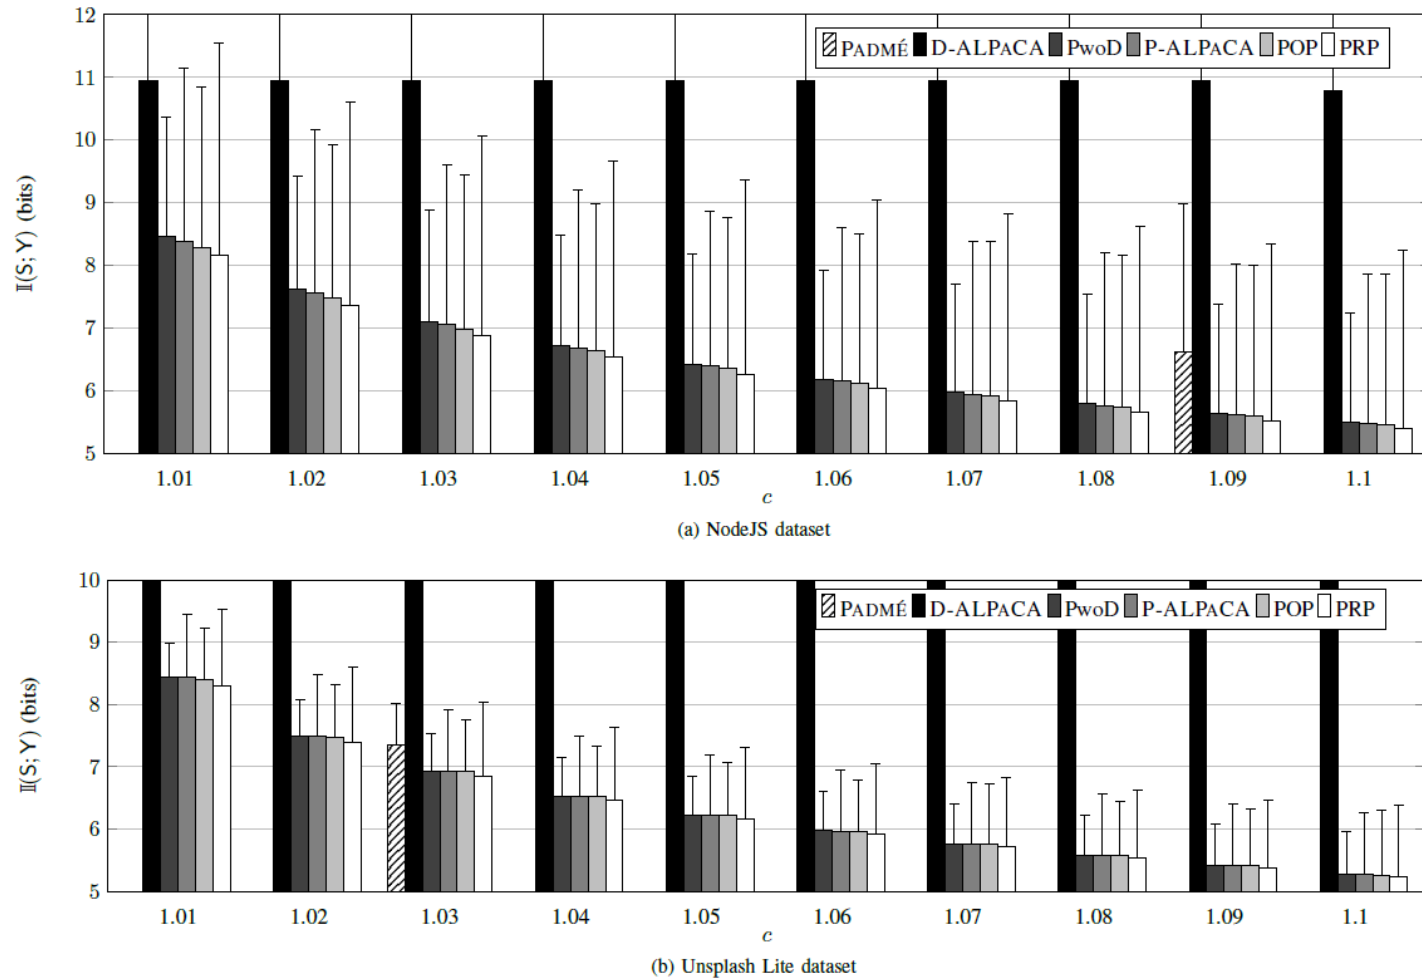 12
11
10
9
8
7
6
5
𝕀(S; Y) (bits)
PADMÉ D-ALPACA PWOD P-ALPACA POP PRP
1.01 1.02 1.03 1.04 1.05 1.06 1.07 1.08 1.09 1.1
c
(a) NodeJS dataset
10
9
8
7
6
5
𝕀(S; Y) (bits)
PADMÉ D-ALPACA PWOD P-ALPACA POP PRP
1.01 1.02 1.03 1.04 1.05 1.06 1.07 1.08 1.09 1.1
c
(b) Unsplash Lite dataset